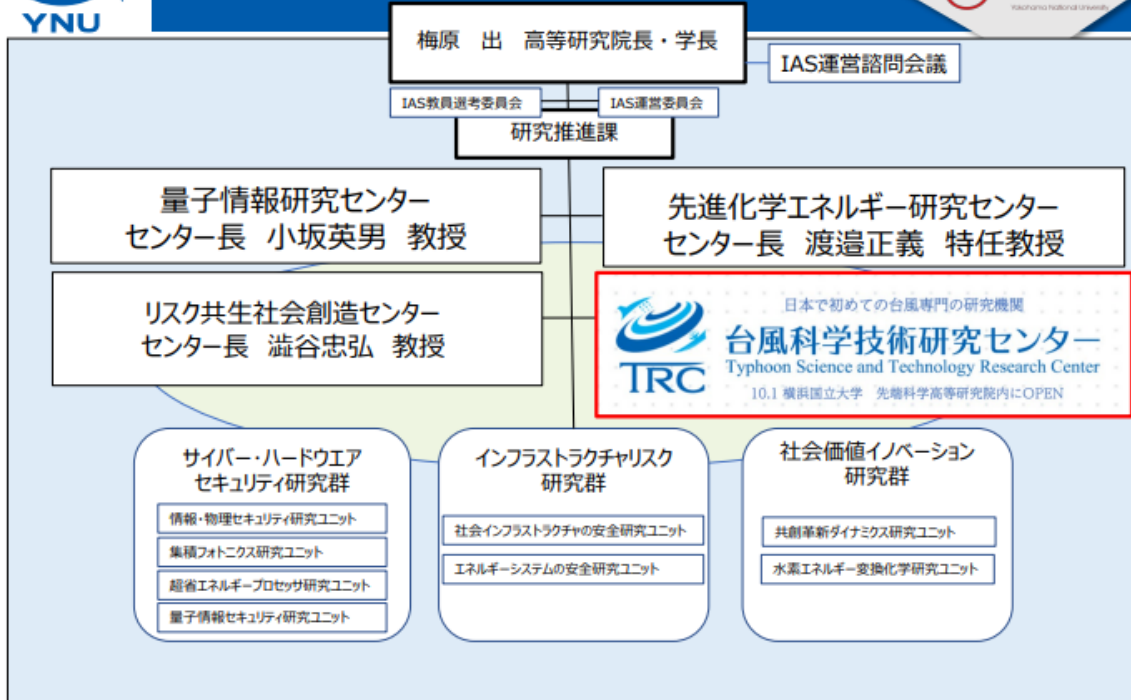 YNU
Yokohama National University
梅原　出　高等研究院長・学長
IAS運営諮問会議
IAS教員選考委員会
IAS運営委員会
研究推進課
量子情報研究センター
センター長　小坂英男　教授
先進化学エネルギー研究センター
センター長　渡邉正義　特任教授
リスク共生社会創造センター
センター長　澁谷忠弘　教授
日本で初めての台風専門の研究機関
台風科学技術研究センター
TRC
Typhoon Science and Technology Research Center
10.1 横浜国立大学　先端科学高等研究院内にOPEN
サイバー・ハードウエア
セキュリティ研究群
情報・物理セキュリティ研究ユニット
集積フォトニクス研究ユニット
超省エネルギープロセッサ研究ユニット
量子情報セキュリティ研究ユニット
インフラストラクチャリスク
研究群
社会インフラストラクチャの安全研究ユニット
エネルギーシステムの安全研究ユニット
社会価値イノベーション
研究群
共創革新ダイナミクス研究ユニット
水素エネルギー変換化学研究ユニット